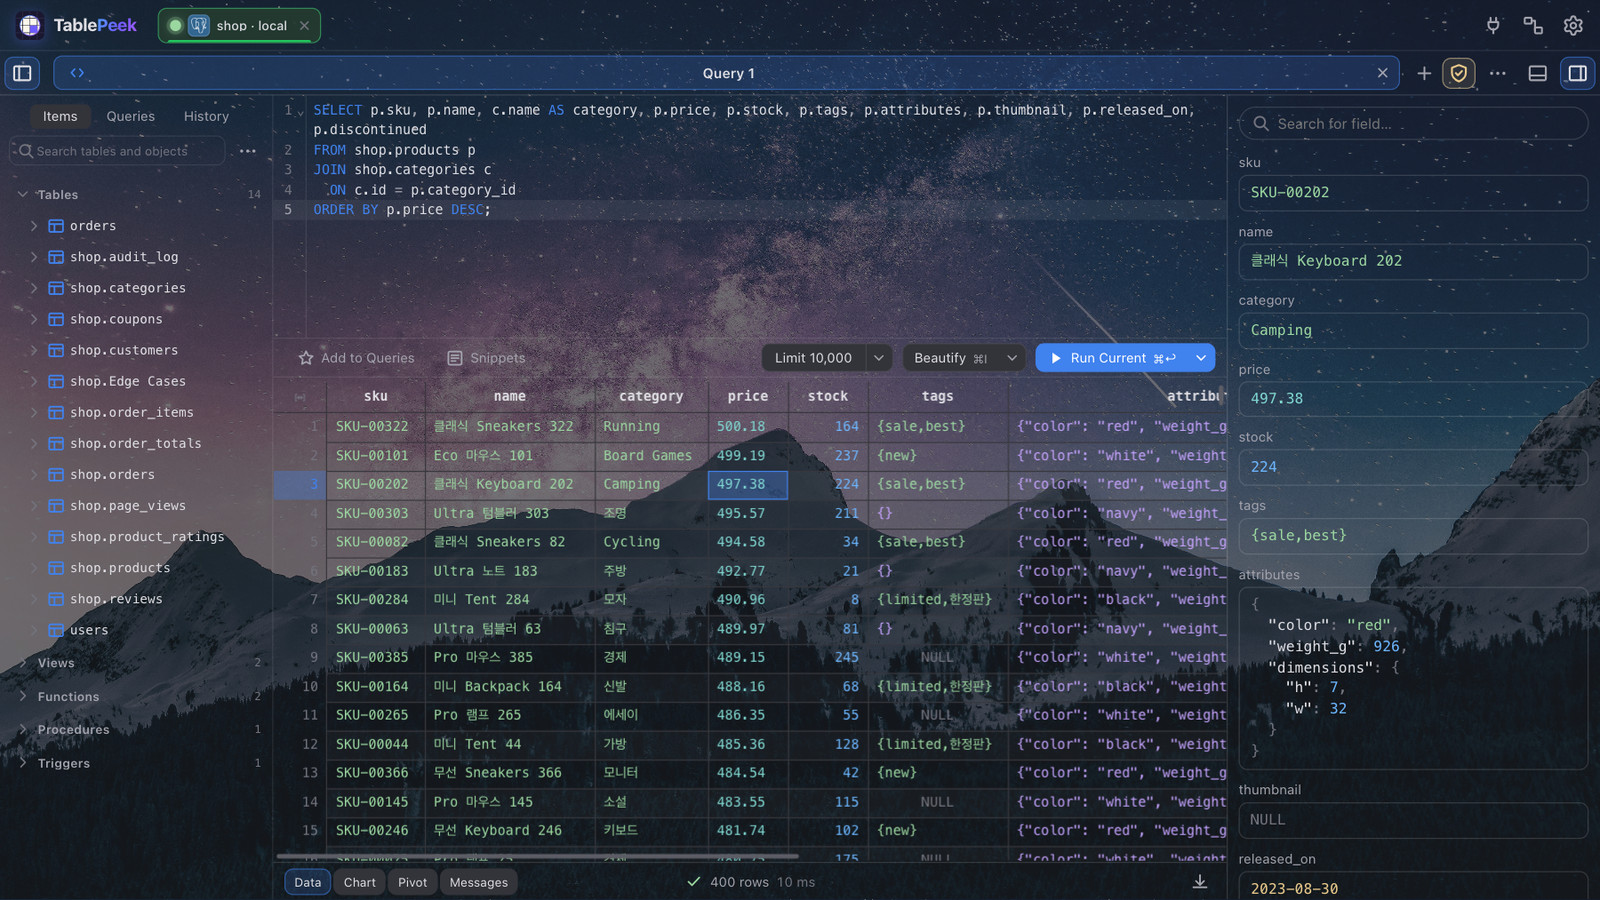 TablePeek
shop · local
Query 1
Items Queries History
Search tables and objects
Tables 14
orders
shop.audit_log
shop.categories
shop.coupons
shop.customers
shop.Edge Cases
shop.order_items
shop.order_totals
shop.orders
shop.page_views
shop.product_ratings
shop.products
shop.reviews
users
Views 2
Functions 2
Procedures 1
Triggers 1
1 SELECT p.sku, p.name, c.name AS category, p.price, p.stock, p.tags, p.attributes, p.thumbnail, p.released_on,
p.discontinued
2 FROM shop.products p
3 JOIN shop.categories c
4 ON c.id = p.category_id
5 ORDER BY p.price DESC;
Add to Queries Snippets Limit 10,000 Beautify ⌘I Run Current ⌘↩
sku name category price stock tags attribu
1 SKU-00322 클래식 Sneakers 322 Running 500.18 164 {sale,best} {"color": "red", "weight_g
2 SKU-00101 Eco 마우스 101 Board Games 499.19 237 {new} {"color": "white", "weight
3 SKU-00202 클래식 Keyboard 202 Camping 497.38 224 {sale,best} {"color": "red", "weight_g
4 SKU-00303 Ultra 텀블러 303 조명 495.57 211 {} {"color": "navy", "weight_
5 SKU-00082 클래식 Sneakers 82 Cycling 494.58 34 {sale,best} {"color": "red", "weight_g
6 SKU-00183 Ultra 노트 183 주방 492.77 21 {} {"color": "navy", "weight_
7 SKU-00284 미니 Tent 284 모자 490.96 8 {limited,한정판} {"color": "black", "weight
8 SKU-00063 Ultra 텀블러 63 침구 489.97 81 {} {"color": "navy", "weight_
9 SKU-00385 Pro 마우스 385 경제 489.15 245 NULL {"color": "white", "weight
10 SKU-00164 미니 Backpack 164 신발 488.16 68 {limited,한정판} {"color": "black", "weight
11 SKU-00265 Pro 램프 265 에세이 486.35 55 NULL {"color": "white", "weight
12 SKU-00044 미니 Tent 44 가방 485.36 128 {limited,한정판} {"color": "black", "weight
13 SKU-00366 무선 Sneakers 366 모니터 484.54 42 {new} {"color": "red", "weight_g
14 SKU-00145 Pro 마우스 145 소설 483.55 115 NULL {"color": "white", "weight
15 SKU-00246 무선 Keyboard 246 키보드 481.74 102 {new} {"color": "red", "weight_g
175 NULL {"color": "white", "weight
Data Chart Pivot Messages 400 rows 10 ms
Search for field...
sku
SKU-00202
name
클래식 Keyboard 202
category
Camping
price
497.38
stock
224
tags
{sale,best}
attributes
{
"color": "red",
"weight_g": 926,
"dimensions": {
"h": 7,
"w": 32
}
}
thumbnail
NULL
released_on
2023-08-30